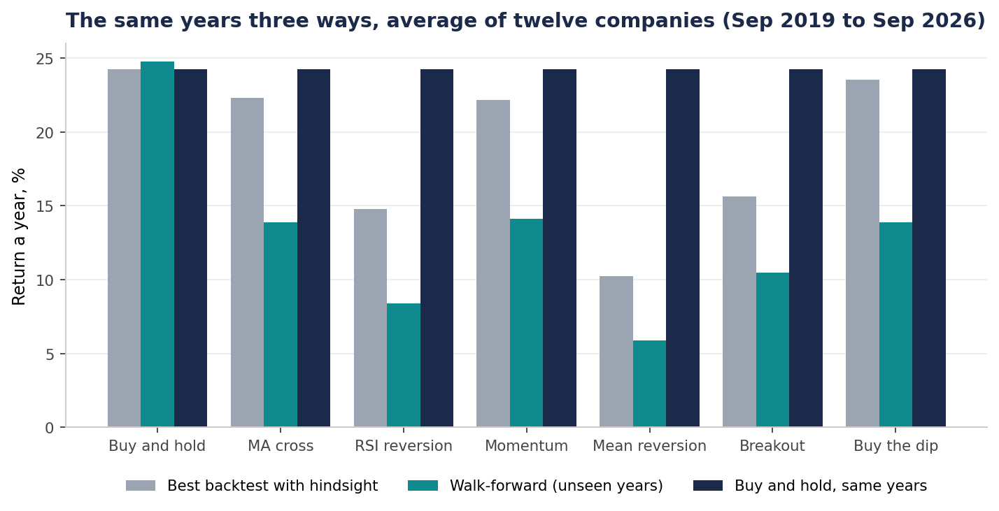 The same years three ways, average of twelve companies (Sep 2019 to Sep 2026)
Return a year, %
25
20
15
10
5
0
Buy and hold MA cross RSI reversion Momentum Mean reversion Breakout Buy the dip
Best backtest with hindsight Walk-forward (unseen years) Buy and hold, same years